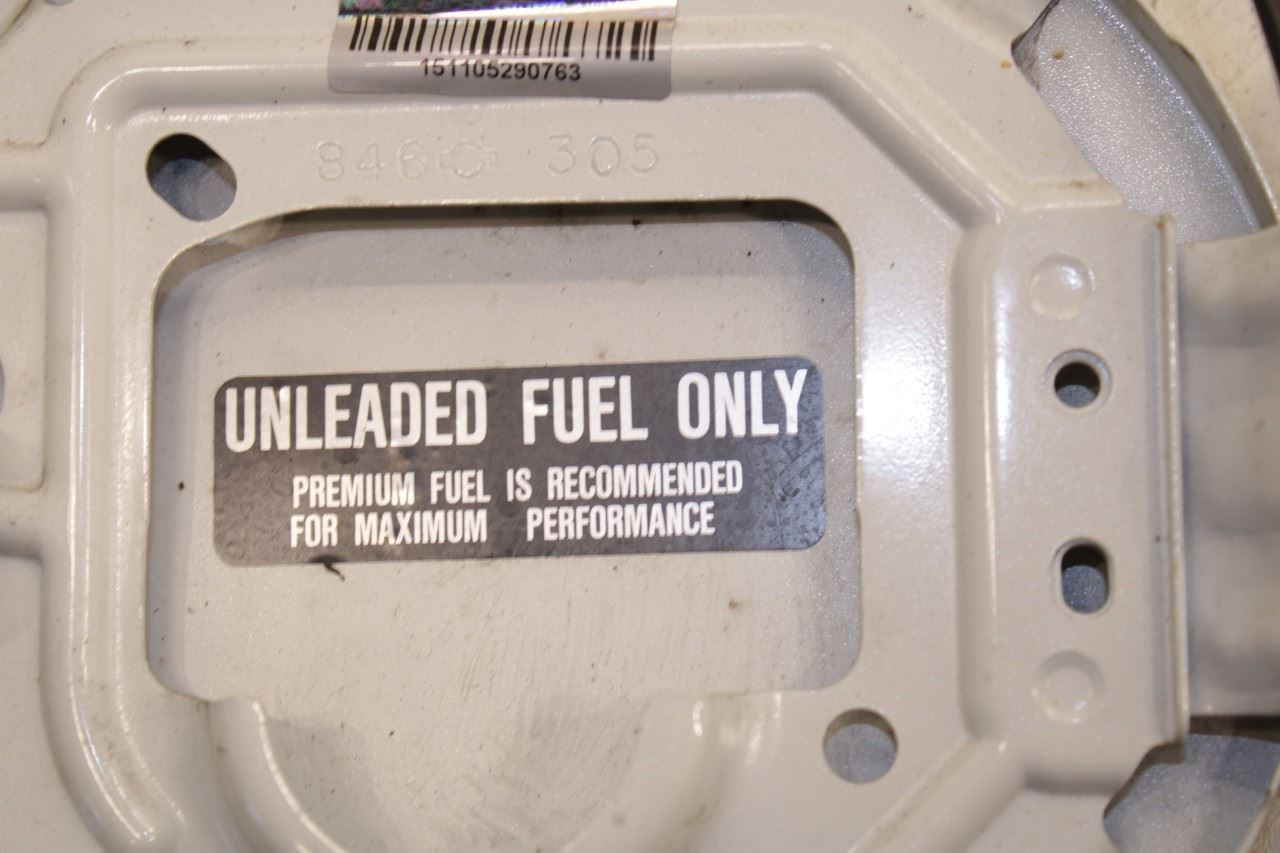 151105290763
846 305
UNLEADED FUEL ONLY
PREMIUM FUEL IS RECOMMENDED
FOR MAXIMUM PERFORMANCE